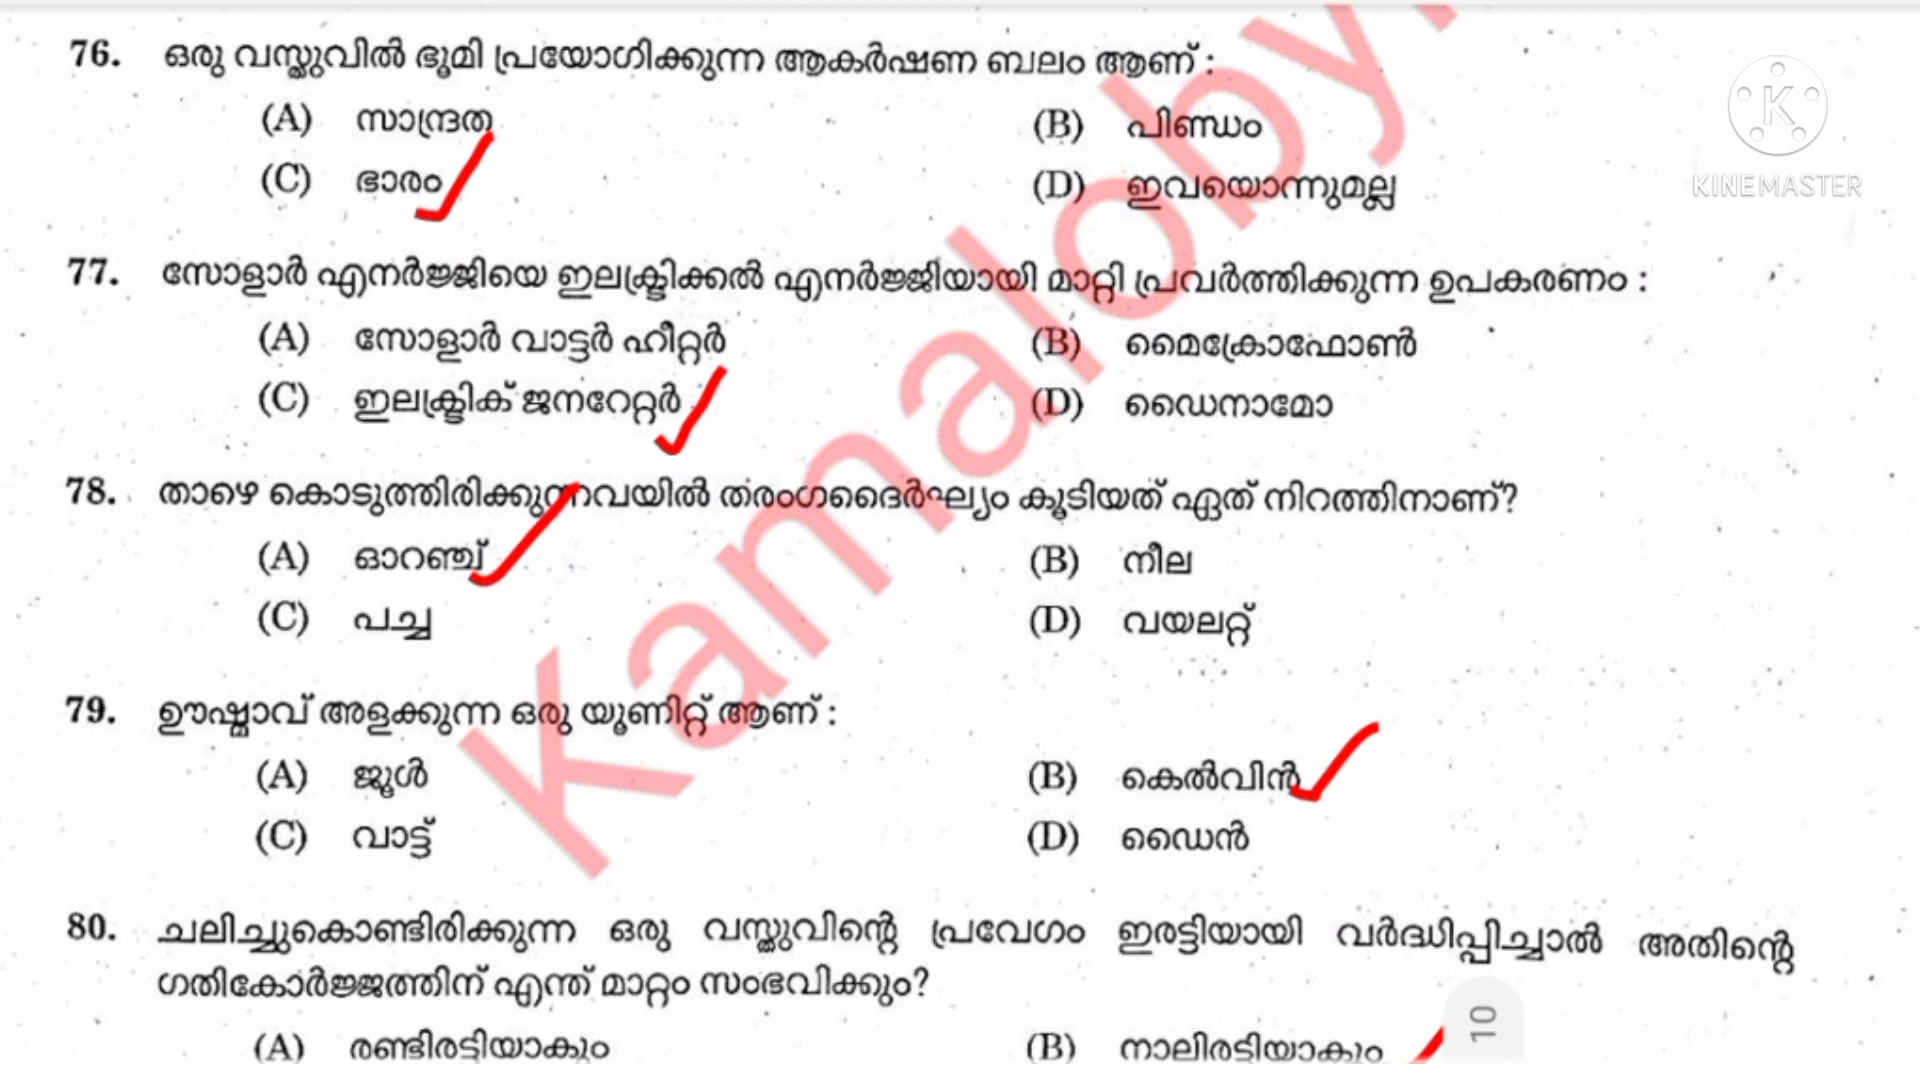 76. ഒരു വസ്തുവിൽ ഭൂമി പ്രയോഗിക്കുന്ന ആകർഷണ ബലം ആണ് :
(A) സാന്ദ്രത (B) പിണ്ഡം
(C) ഭാരം (D) ഇവയൊന്നുമല്ല
KINEMASTER
77. സോളാർ എനർജ്ജിയെ ഇലക്ട്രിക്കൽ എനർജ്ജിയായി മാറ്റി പ്രവർത്തിക്കുന്ന ഉപകരണം :
(A) സോളാർ വാട്ടർ ഹീറ്റർ (B) മൈക്രോഫോൺ
(C) ഇലക്ട്രിക് ജനറേറ്റർ (D) ഡൈനാമോ
78. താഴെ കൊടുത്തിരിക്കുന്നവയിൽ തരംഗദൈർഘ്യം കൂടിയത് ഏത് നിറത്തിനാണ്?
(A) ഓറഞ്ച് (B) നീല
(C) പച്ച (D) വയലറ്റ്
79. ഊഷ്മാവ് അളക്കുന്ന ഒരു യൂണിറ്റ് ആണ് :
(A) ജൂൾ (B) കെൽവിൻ
(C) വാട്ട് (D) ഡൈൻ
80. ചലിച്ചുകൊണ്ടിരിക്കുന്ന ഒരു വസ്തുവിന്റെ പ്രവേഗം ഇരട്ടിയായി വർദ്ധിപ്പിച്ചാൽ അതിന്റെ
ഗതികോർജ്ജത്തിന് എന്ത് മാറ്റം സംഭവിക്കും?
(A) രണ്ടിരട്ടിയാകും (B) നാലിരട്ടിയാകും
10